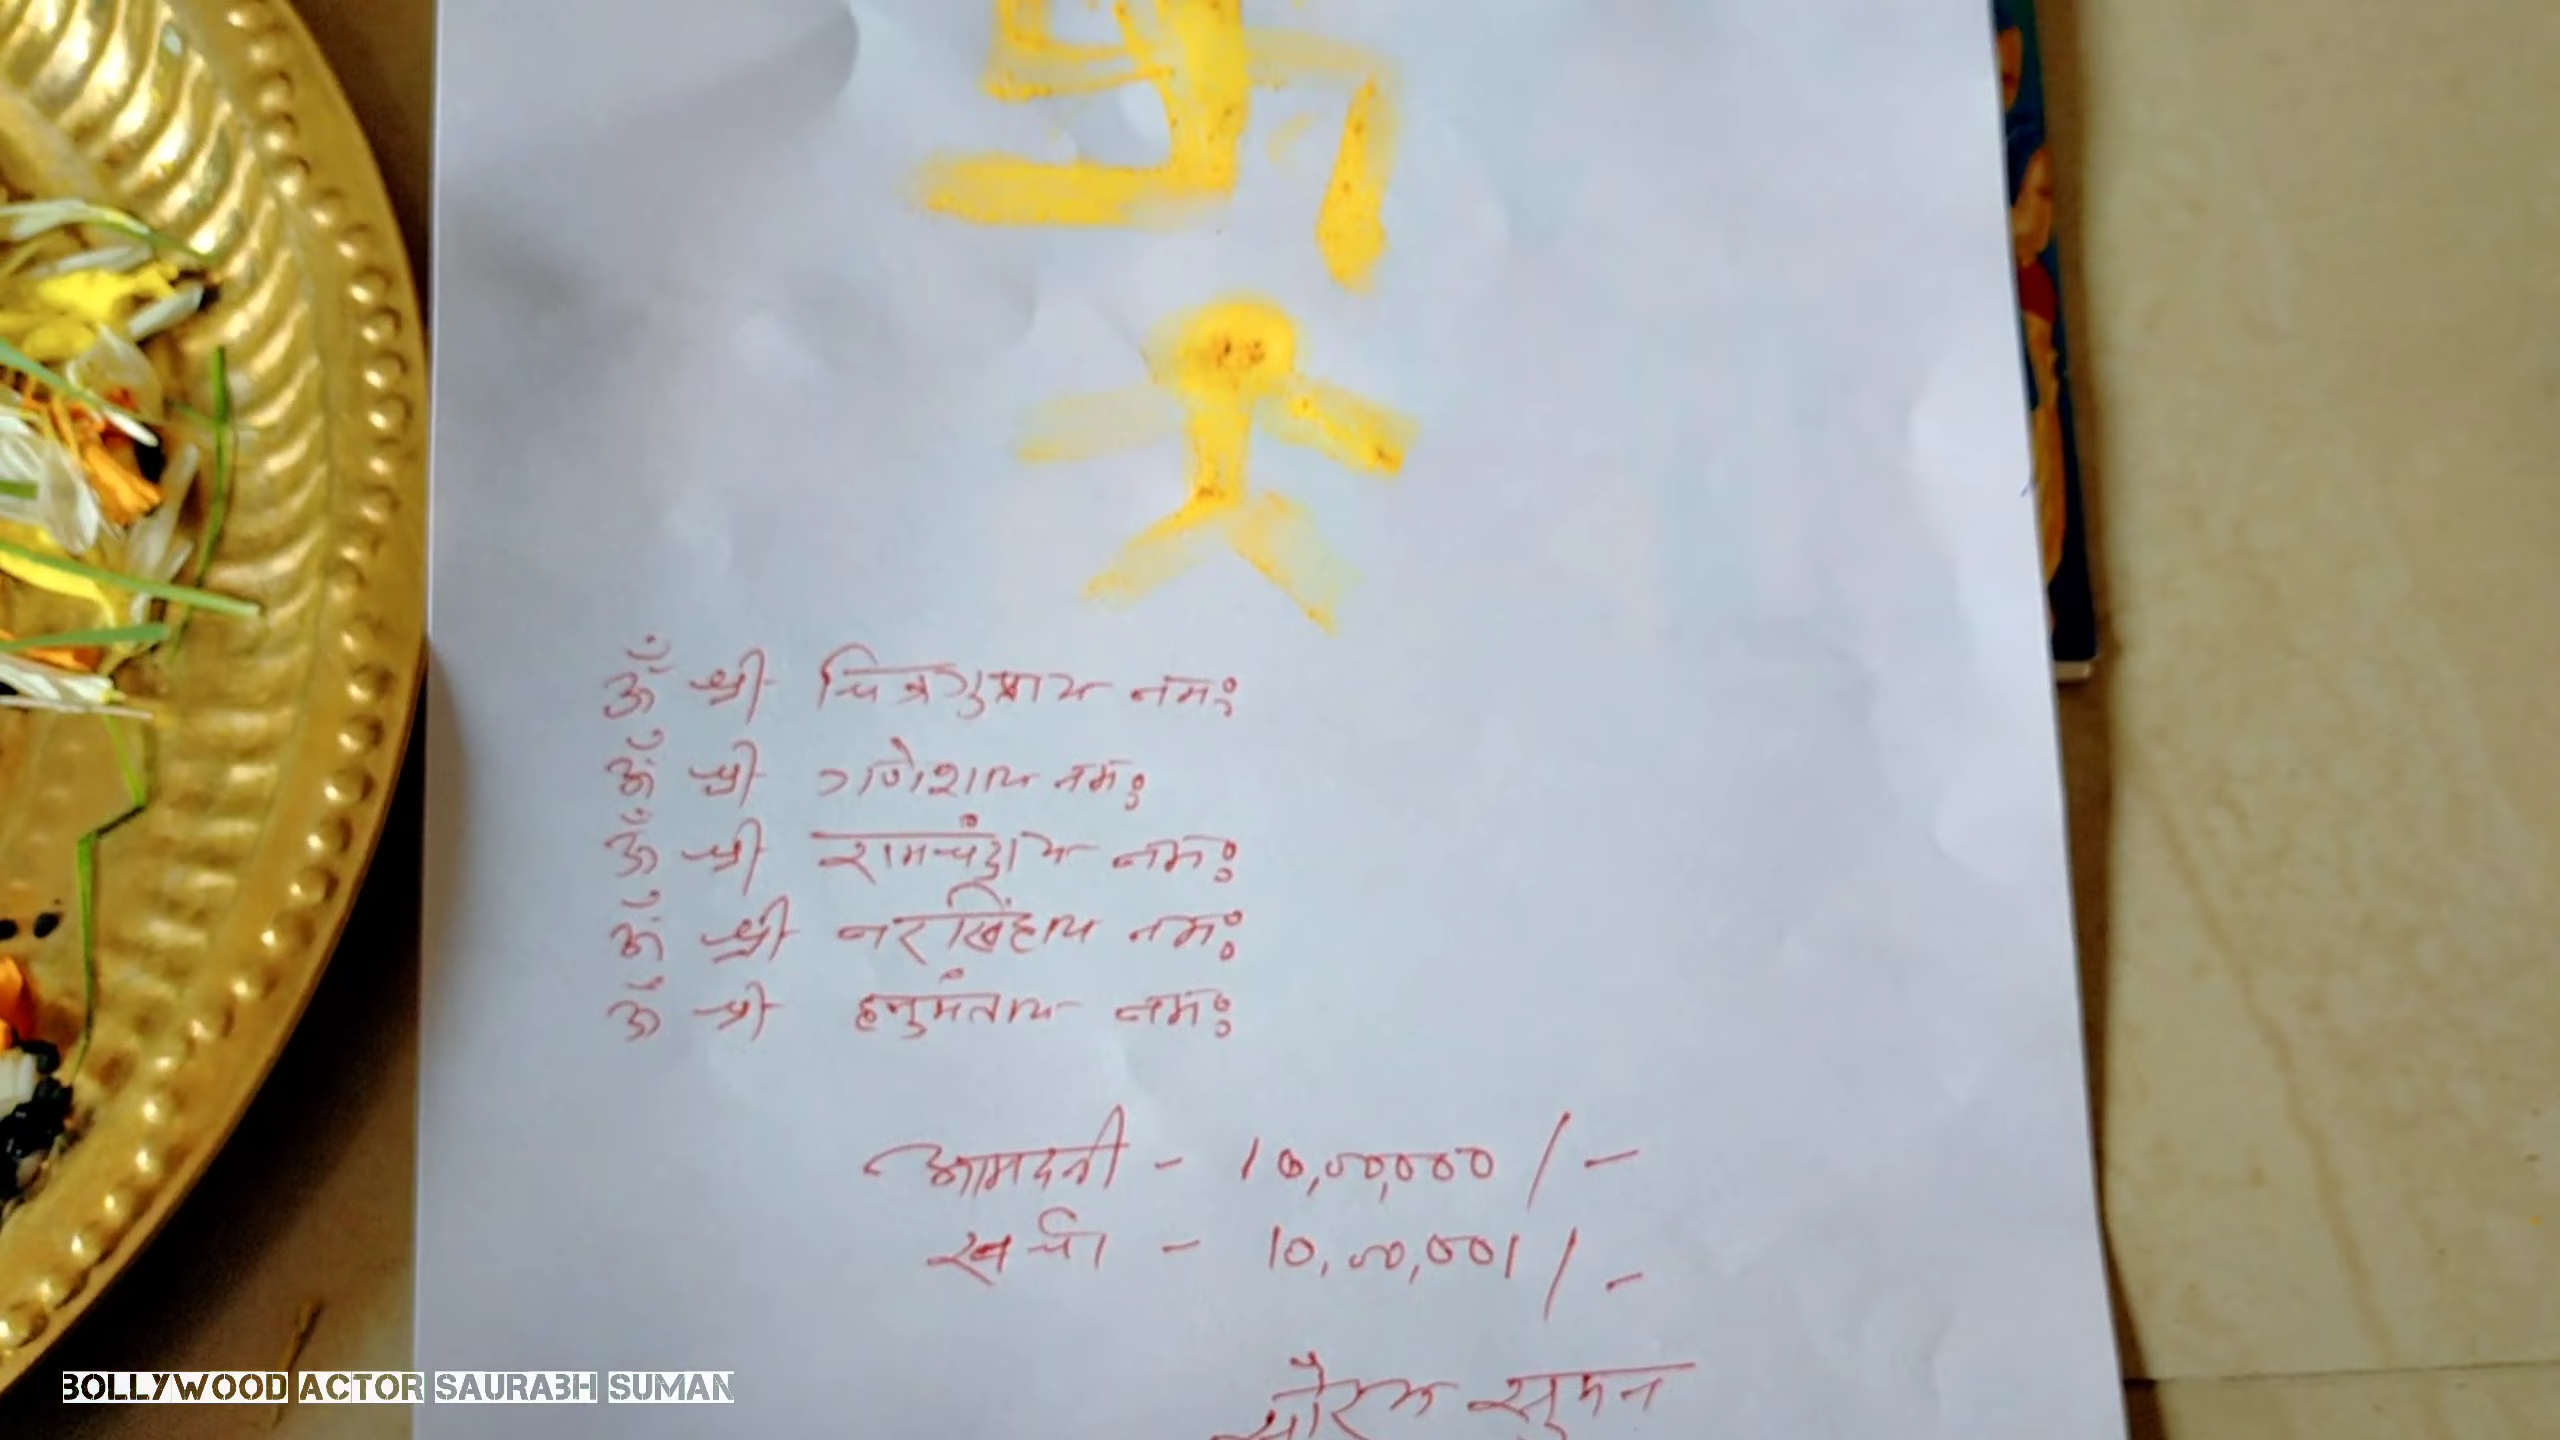 ॐ श्री चित्रगुप्ताय नमः
ॐ श्री गणेशाय नमः
ॐ श्री रामचंद्राय नमः
ॐ श्री नरसिंहाय नमः
ॐ श्री हनुमंताय नमः
आमदनी - 10,00,000/-
खर्चा - 10,00,001/-
सौरभ सुमन
BOLLYWOOD ACTOR SAURABH SUMAN